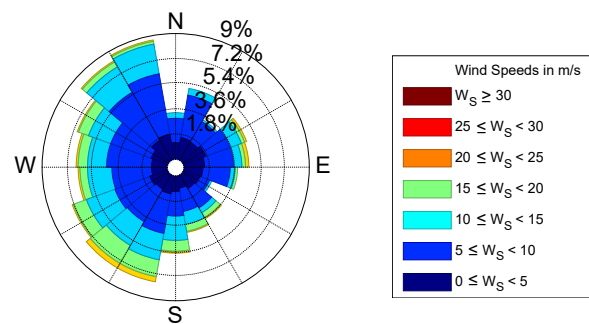 N
9%
7.2%
5.4%
3.6%
1.8%
W
E
S
Wind Speeds in m/s
W_S ≥ 30
25 ≤ W_S < 30
20 ≤ W_S < 25
15 ≤ W_S < 20
10 ≤ W_S < 15
5 ≤ W_S < 10
0 ≤ W_S < 5